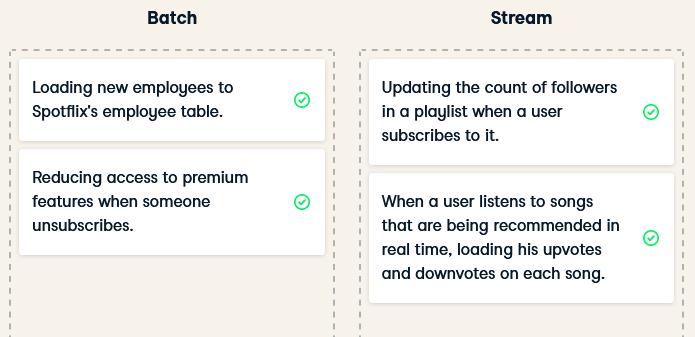 Batch
Loading new employees to
Spotflix's employee table.
Reducing access to premium
features when someone
unsubscribes.
Stream
Updating the count of followers
in a playlist when a user
subscribes to it.
When a user listens to songs
that are being recommended in
real time, loading his upvotes
and downvotes on each song.